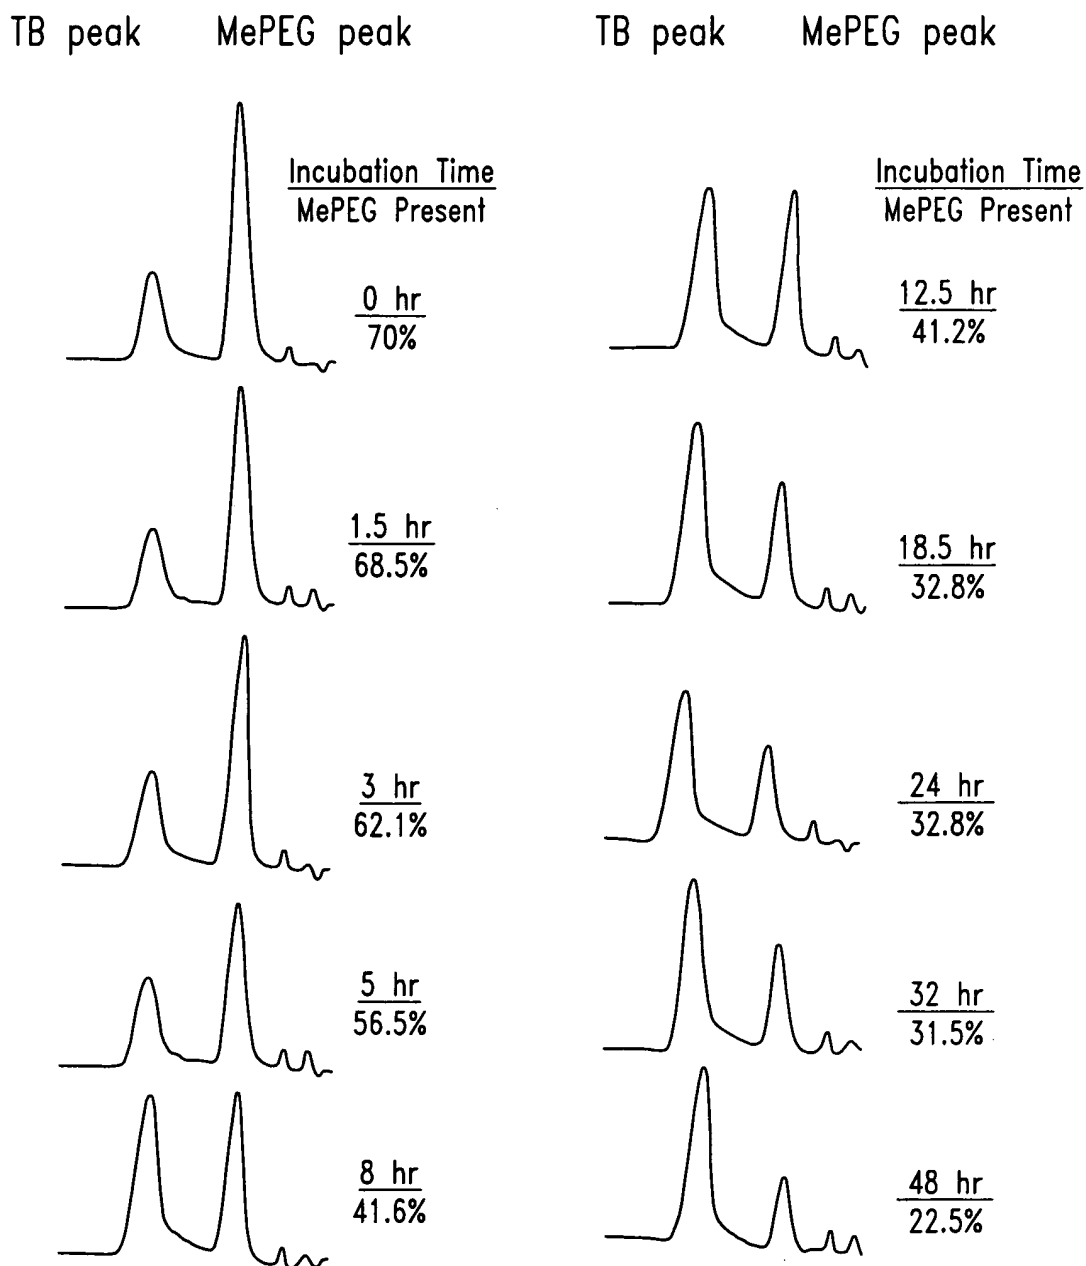 TB peak MePEG peak
Incubation Time
MePEG Present
0 hr
70%
1.5 hr
68.5%
3 hr
62.1%
5 hr
56.5%
8 hr
41.6%
TB peak MePEG peak
Incubation Time
MePEG Present
12.5 hr
41.2%
18.5 hr
32.8%
24 hr
32.8%
32 hr
31.5%
48 hr
22.5%